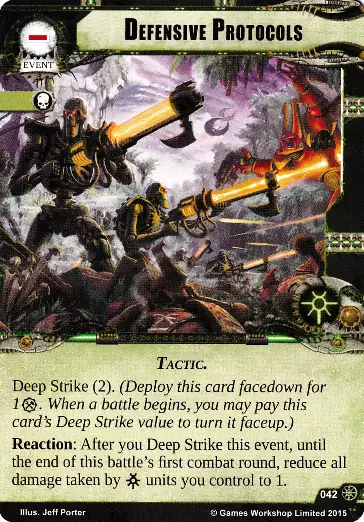 Defensive Protocols
EVENT
Tactic.
Deep Strike (2). (Deploy this card facedown for
1. When a battle begins, you may pay this
card's Deep Strike value to turn it faceup.)
Reaction: After you Deep Strike this event, until
the end of this battle's first combat round, reduce all
damage taken by units you control to 1.
042
Illus. Jeff Porter © Games Workshop Limited 2015